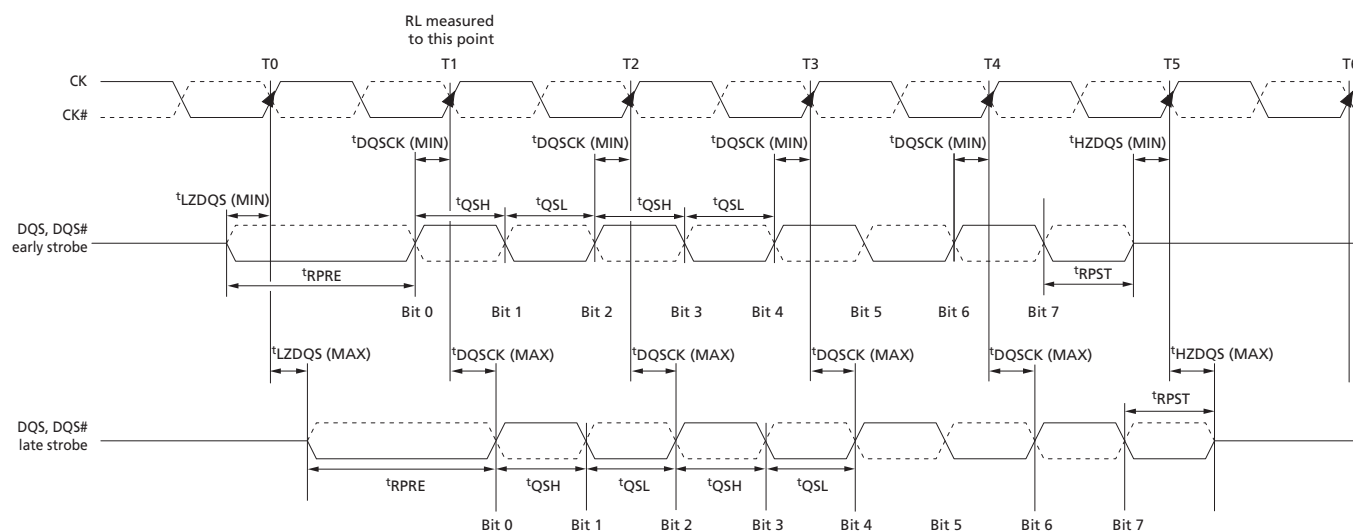 RL measured
to this point
T0 T1 T2 T3 T4 T5 T6
CK
CK#
tDQSCK (MIN) tDQSCK (MIN) tDQSCK (MIN) tDQSCK (MIN) tHZDQS (MIN)
tLZDQS (MIN)
tQSH tQSL tQSH tQSL
DQS, DQS#
early strobe
tRPRE tRPST
Bit 0 Bit 1 Bit 2 Bit 3 Bit 4 Bit 5 Bit 6 Bit 7
tLZDQS (MAX) tDQSCK (MAX) tDQSCK (MAX) tDQSCK (MAX) tDQSCK (MAX) tHZDQS (MAX)
tRPST
DQS, DQS#
late strobe
tRPRE tQSH tQSL tQSH tQSL
Bit 0 Bit 1 Bit 2 Bit 3 Bit 4 Bit 5 Bit 6 Bit 7